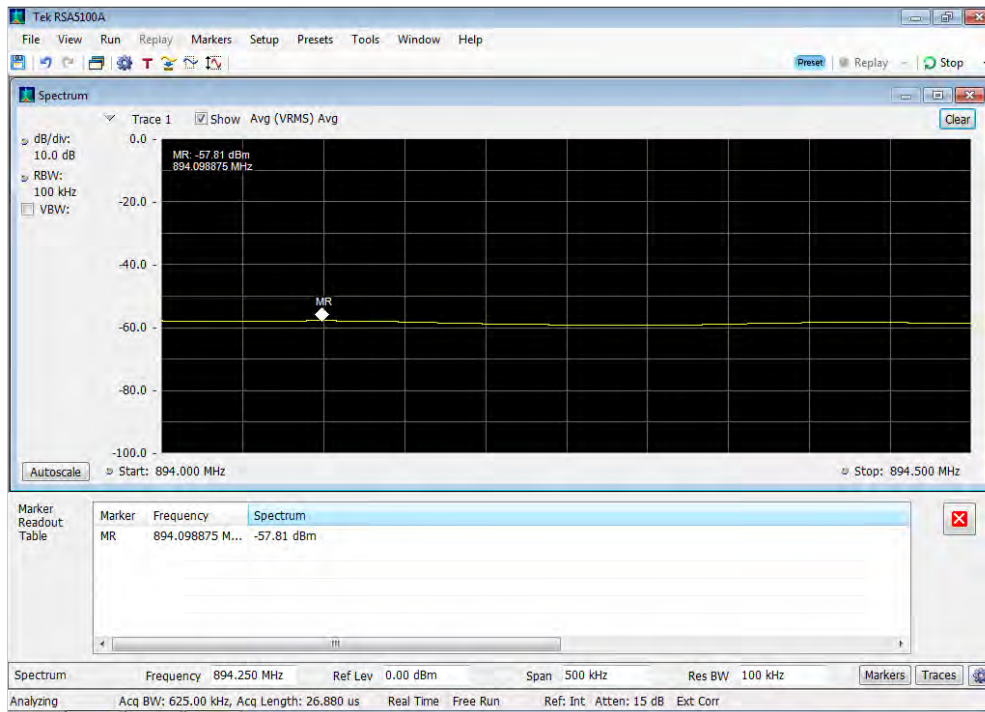 Tek RSA5100A
File View Run Replay Markers Setup Presets Tools Window Help
T
Preset Replay Stop
Spectrum
Trace 1 Show Avg (VRMS) Avg Clear
dB/div:
10.0 dB
RBW:
100 kHz
VBW:
0.0
MR: -57.81 dBm
894.098875 MHz
-20.0
-40.0
MR
-60.0
-80.0
-100.0
Autoscale Start: 894.000 MHz Stop: 894.500 MHz
Marker
Readout
Table
Marker Frequency Spectrum
MR 894.098875 M... -57.81 dBm
Spectrum Frequency 894.250 MHz Ref Lev 0.00 dBm Span 500 kHz Res BW 100 kHz Markers Traces
Analyzing Acq BW: 625.00 kHz, Acq Length: 26.880 us Real Time Free Run Ref: Int Atten: 15 dB Ext Corr